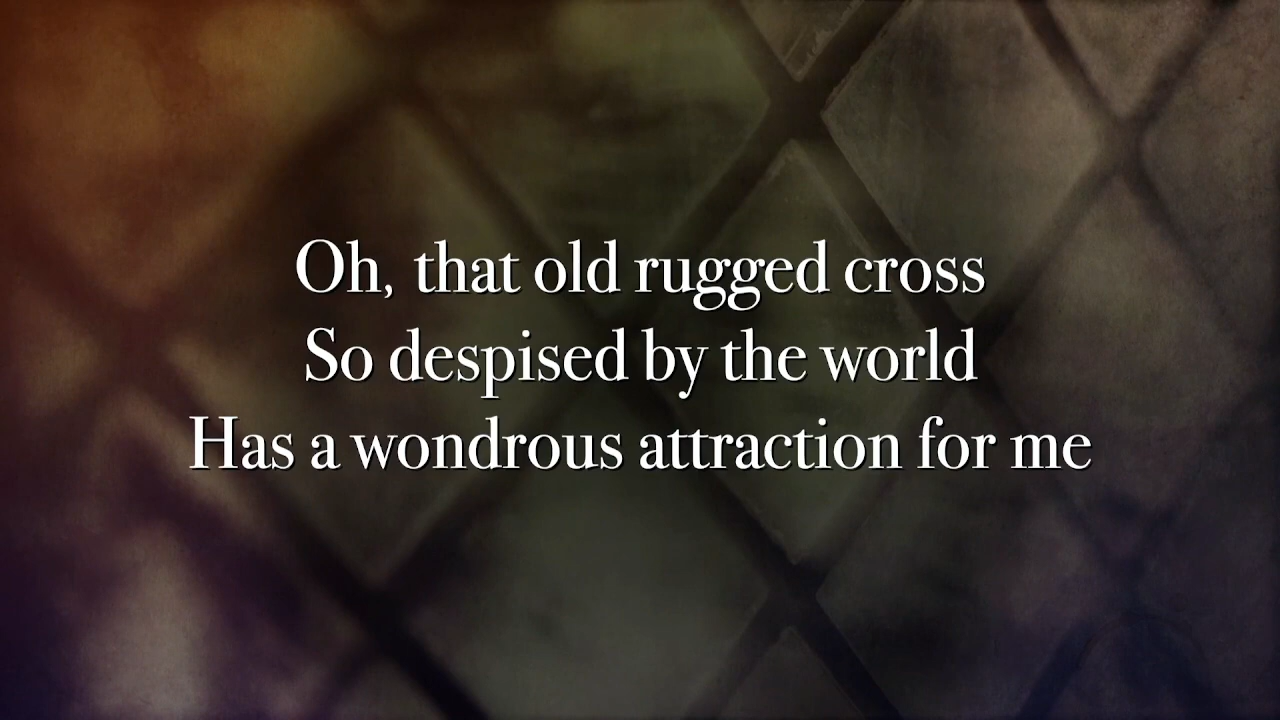 Oh, that old rugged cross
So despised by the world
Has a wondrous attraction for me